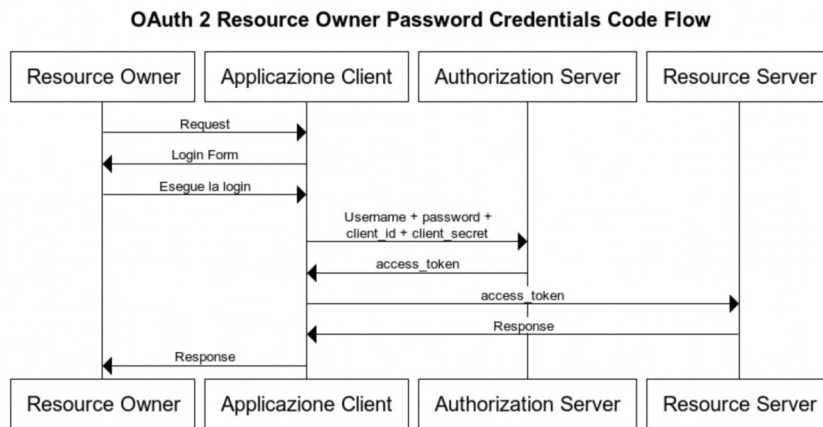 OAuth 2 Resource Owner Password Credentials Code Flow
Resource Owner
Applicazione Client
Authorization Server
Resource Server
Request
Login Form
Esegue la login
Username + password +
client_id + client_secret
access_token
access_token
Response
Response
Resource Owner
Applicazione Client
Authorization Server
Resource Server